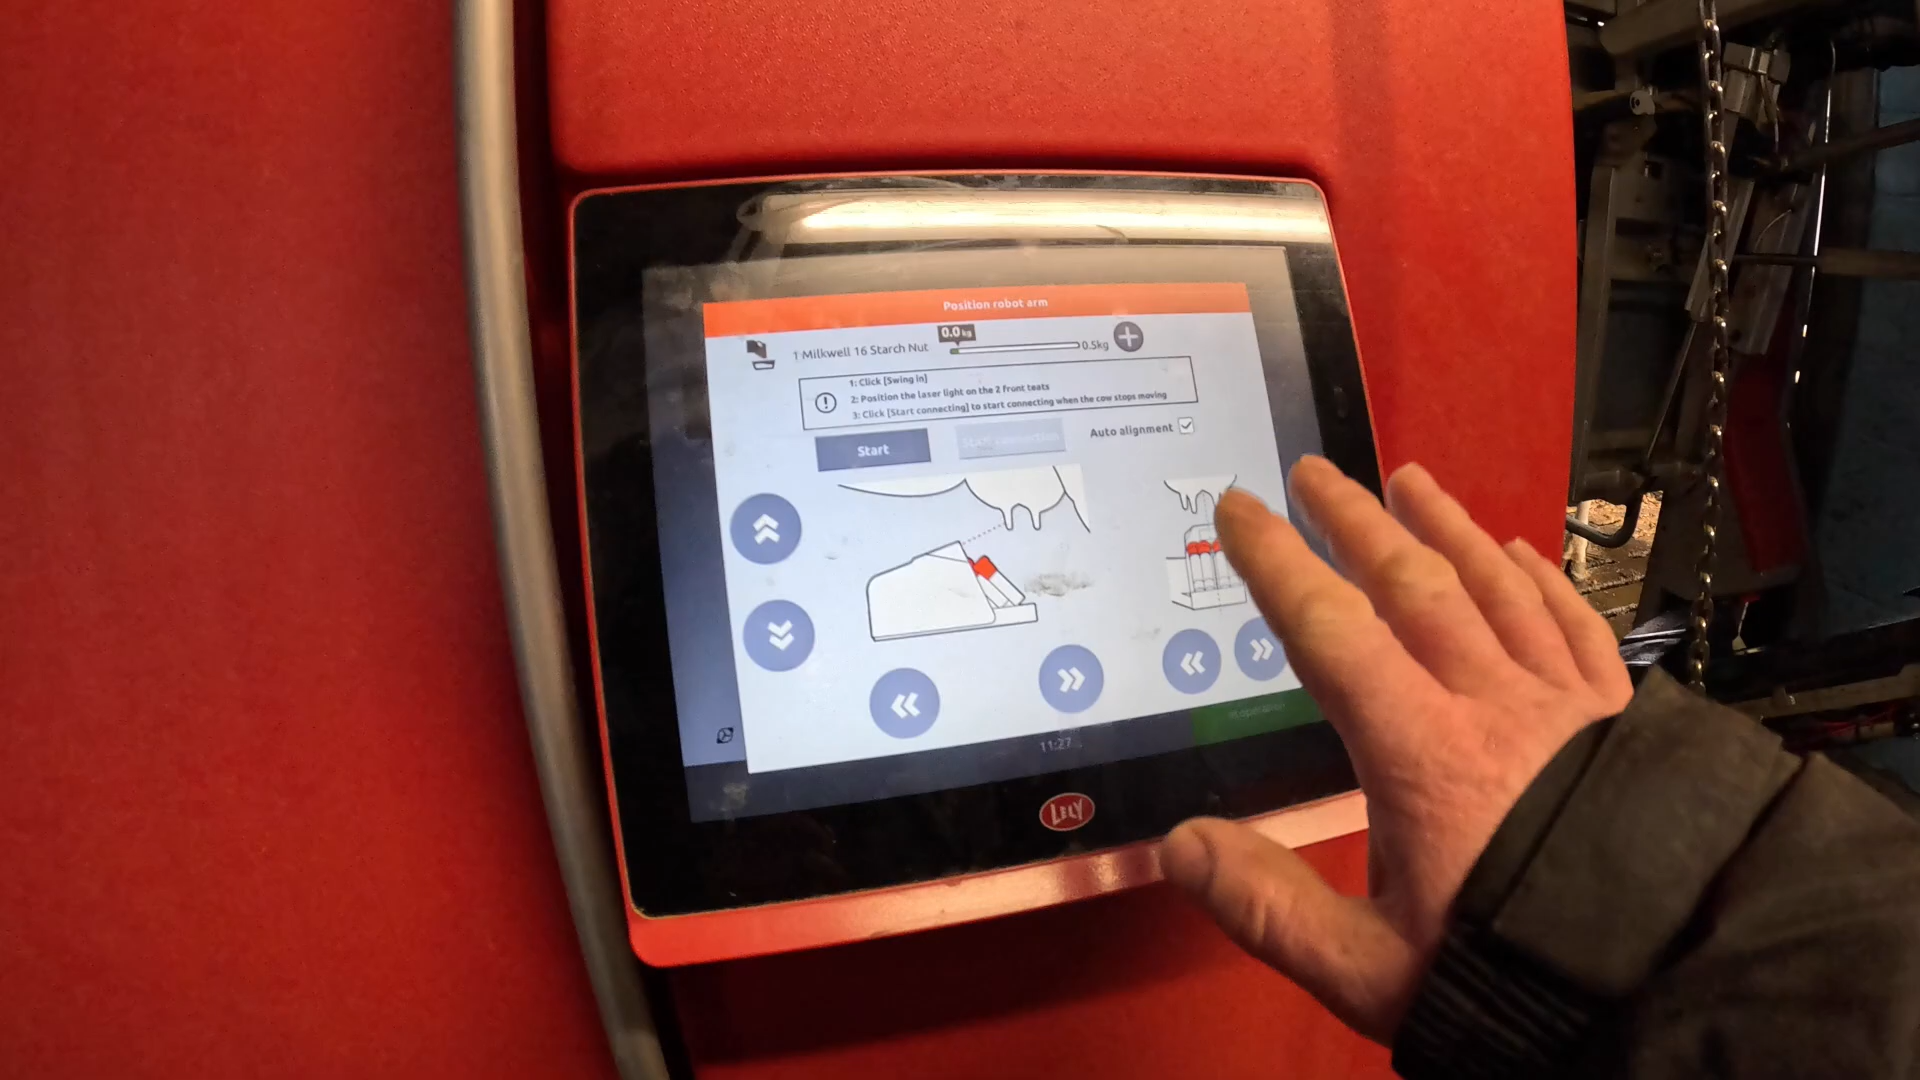 Position robot arm
0.0 kg
1 Milkwell 16 Starch Nut
0.5kg
1: Click [Swing in]
2: Position the laser light on the 2 front teats
3: Click [Start connecting] to start connecting when the cow stops moving
Start
Start connection
Auto alignment
11:27
LELY